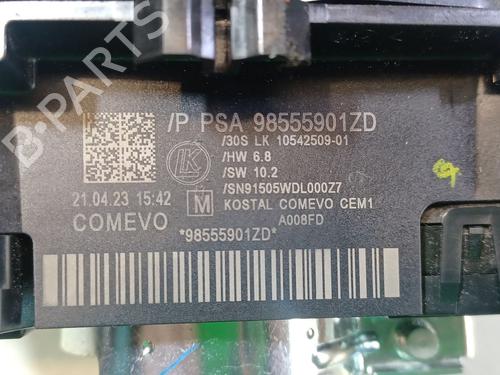 /P PSA 98555901ZD
/30S LK 10542509-01
/HW 6.8
/SW 10.2
/SN91505WDL000Z7
21.04.23 15:42
M
KOSTAL COMEVO CEM1
COMEVO
A008FD
*98555901ZD*
B-PARTS